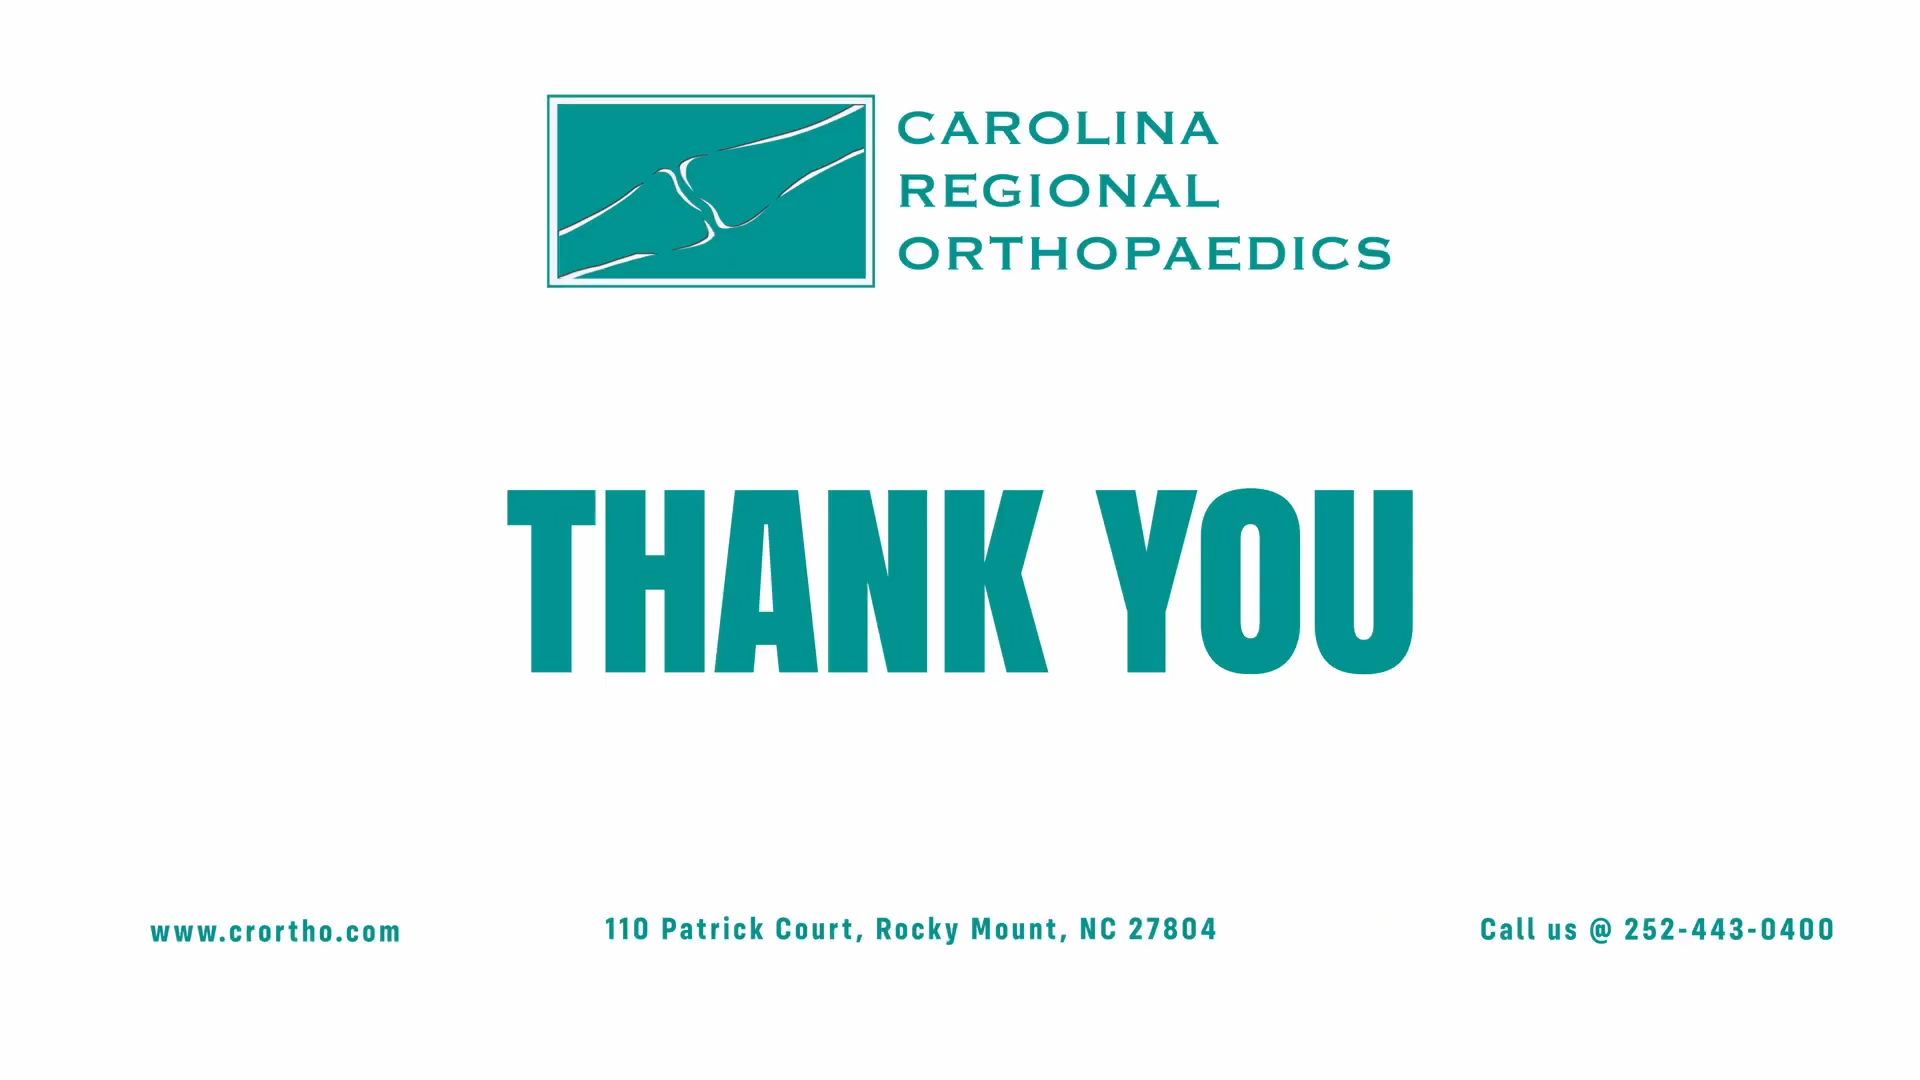 CAROLINA
REGIONAL
ORTHOPAEDICS
THANK YOU
www.crortho.com
110 Patrick Court, Rocky Mount, NC 27804
Call us @ 252-443-0400